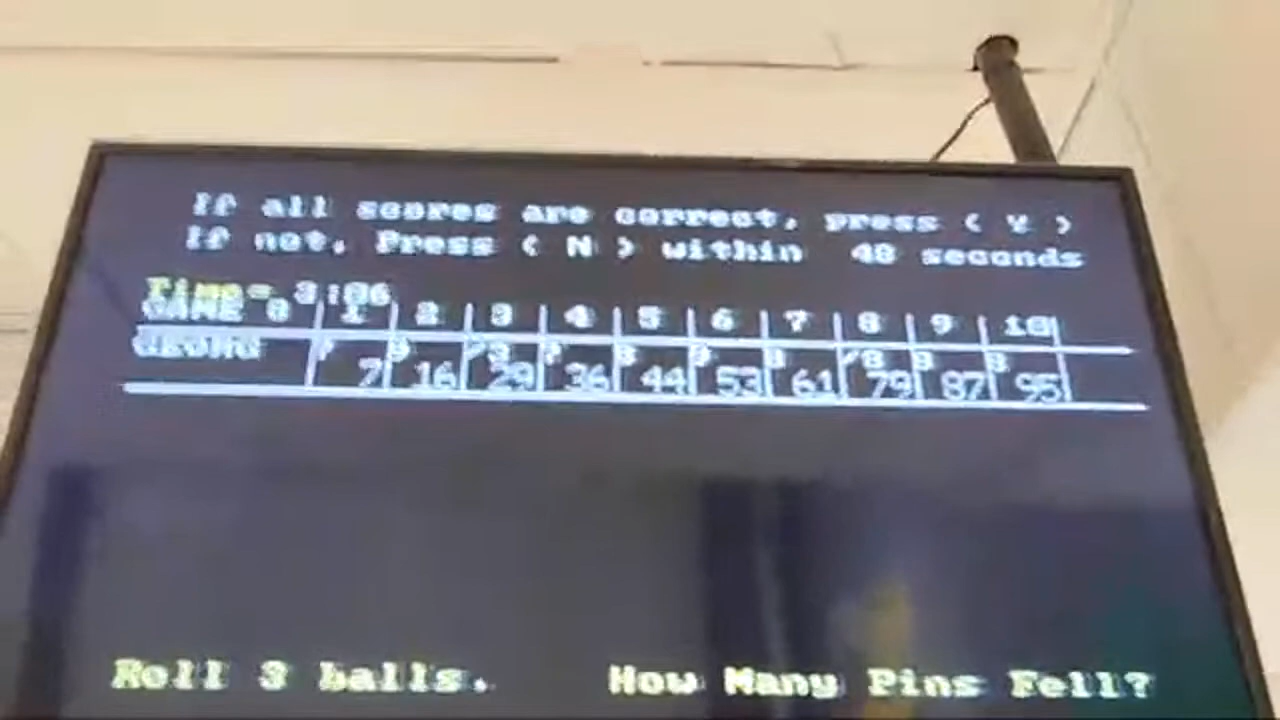 If all scores are correct, press ( Y )
If not, Press ( N ) within 48 seconds
Time= 3:06
GAME 0 1 2 3 4 5 6 7 8 9 10
7 16 29 36 44 53 61 79 87 95
Roll 3 balls. How Many Pins Fell?